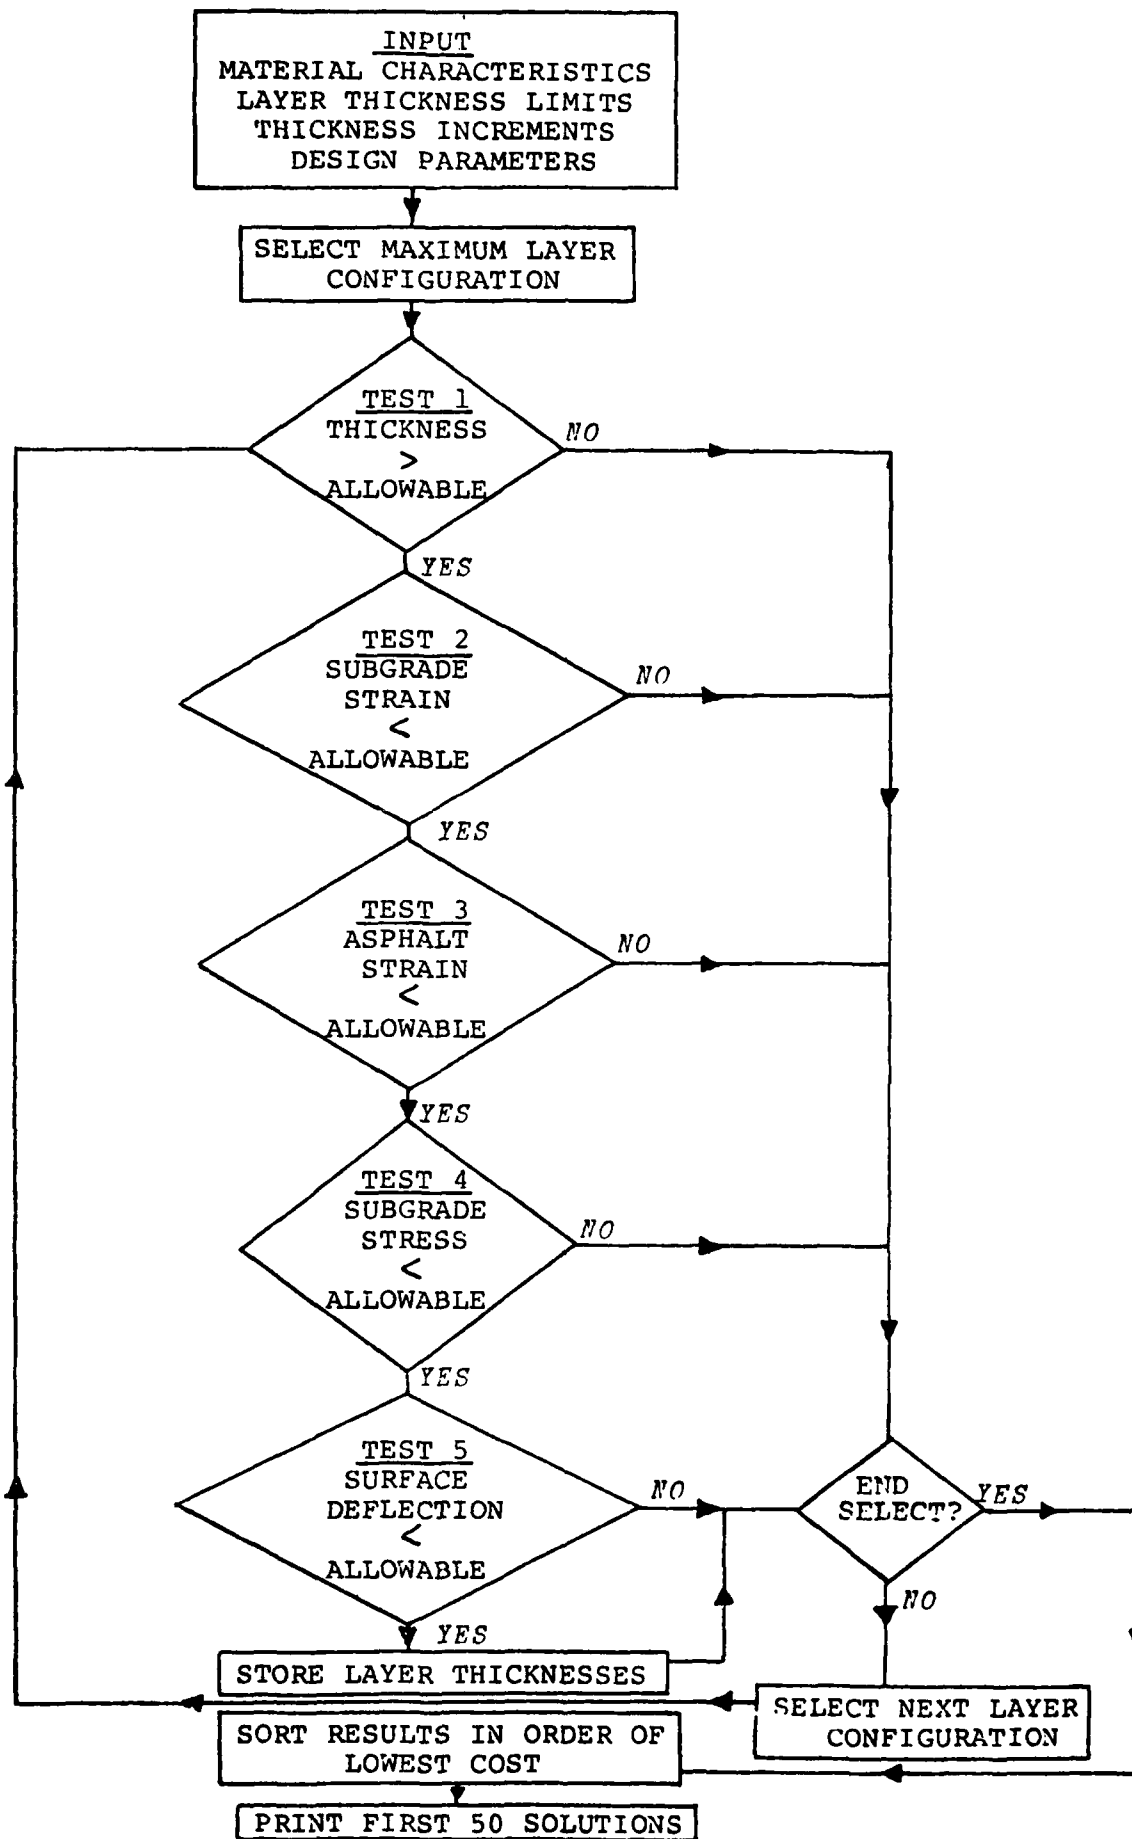 INPUT
MATERIAL CHARACTERISTICS
LAYER THICKNESS LIMITS
THICKNESS INCREMENTS
DESIGN PARAMETERS
SELECT MAXIMUM LAYER
CONFIGURATION
TEST 1
THICKNESS
>
ALLOWABLE
NO
YES
TEST 2
SUBGRADE
STRAIN
<
ALLOWABLE
NO
YES
TEST 3
ASPHALT
STRAIN
<
ALLOWABLE
NO
YES
TEST 4
SUBGRADE
STRESS
<
ALLOWABLE
NO
YES
TEST 5
SURFACE
DEFLECTION
<
ALLOWABLE
NO
YES
END
SELECT?
YES
NO
STORE LAYER THICKNESSES
SELECT NEXT LAYER
CONFIGURATION
SORT RESULTS IN ORDER OF
LOWEST COST
PRINT FIRST 50 SOLUTIONS